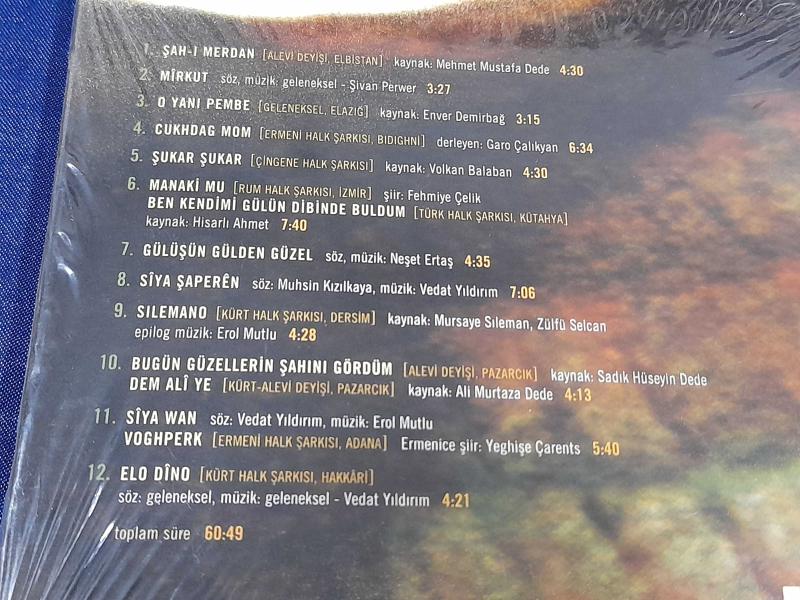 1. ŞAH-I MERDAN [ALEVİ DEYİŞİ, ELBİSTAN] kaynak: Mehmet Mustafa Dede 4:30
2. MÎRKUT söz, müzik: geleneksel - Şivan Perwer 3:27
3. O YANI PEMBE [GELENEKSEL, ELAZIĞ] kaynak: Enver Demirbağ 3:15
4. CUKHDAG MOM [ERMENİ HALK ŞARKISI, BIDIGHNİ] derleyen: Garo Çalıkyan 6:34
5. ŞUKAR ŞUKAR [ÇİNGENE HALK ŞARKISI] kaynak: Volkan Balaban 4:30
6. MANAKİ MU [RUM HALK ŞARKISI, İZMİR] şiir: Fehmiye Çelik
BEN KENDİMİ GÜLÜN DİBİNDE BULDUM [TÜRK HALK ŞARKISI, KÜTAHYA]
kaynak: Hisarlı Ahmet 7:40
7. GÜLÜŞÜN GÜLDEN GÜZEL söz, müzik: Neşet Ertaş 4:35
8. SÎYA ŞAPERÊN söz: Muhsin Kızılkaya, müzik: Vedat Yıldırım 7:06
9. SILEMANO [KÜRT HALK ŞARKISI, DERSİM] kaynak: Mursaye Sıleman, Zülfü Selcan
epilog müzik: Erol Mutlu 4:28
10. BUGÜN GÜZELLERİN ŞAHINI GÖRDÜM [ALEVİ DEYİŞİ, PAZARCIK] kaynak: Sadık Hüseyin Dede
DEM ALÎ YE [KÜRT-ALEVİ DEYİŞİ, PAZARCIK] kaynak: Ali Murtaza Dede 4:13
11. SÎYA WAN söz: Vedat Yıldırım, müzik: Erol Mutlu
VOGHPERK [ERMENİ HALK ŞARKISI, ADANA] Ermenice şiir: Yeghişe Çarents 5:40
12. ELO DÎNO [KÜRT HALK ŞARKISI, HAKKÂRİ]
söz: geleneksel, müzik: geleneksel - Vedat Yıldırım 4:21
toplam süre 60:49